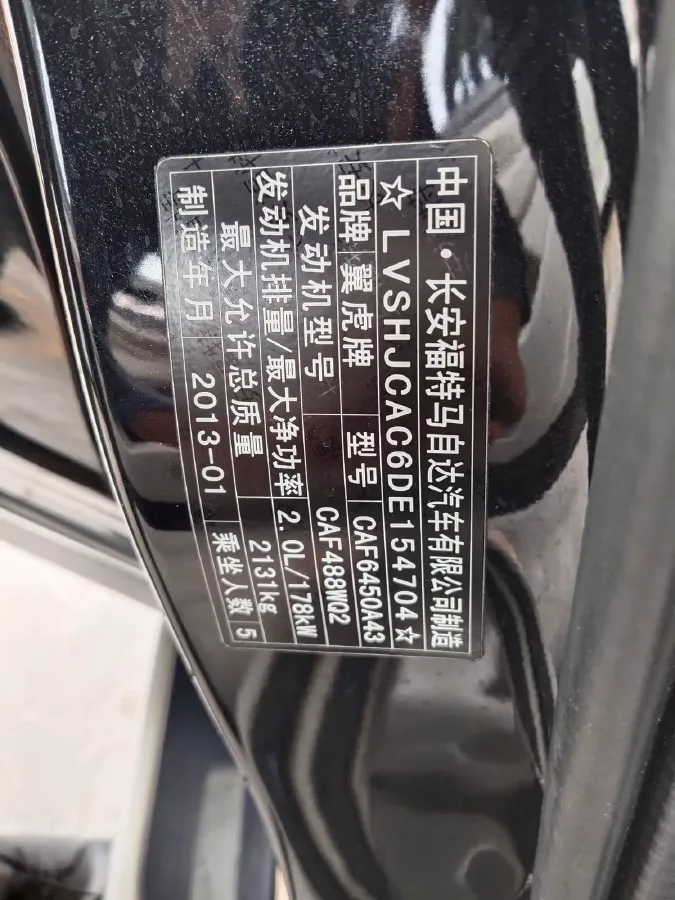 中国·长安福特马自达汽车有限公司制造
☆LVSHJCAC6DE154704☆
品牌 翼虎牌 型号 CAF6450A43
发动机型号 CAF488WQ2
发动机排量/最大净功率 2.0L/178kW
最大允许总质量 2131kg
制造年月 2013-01 乘坐人数 5